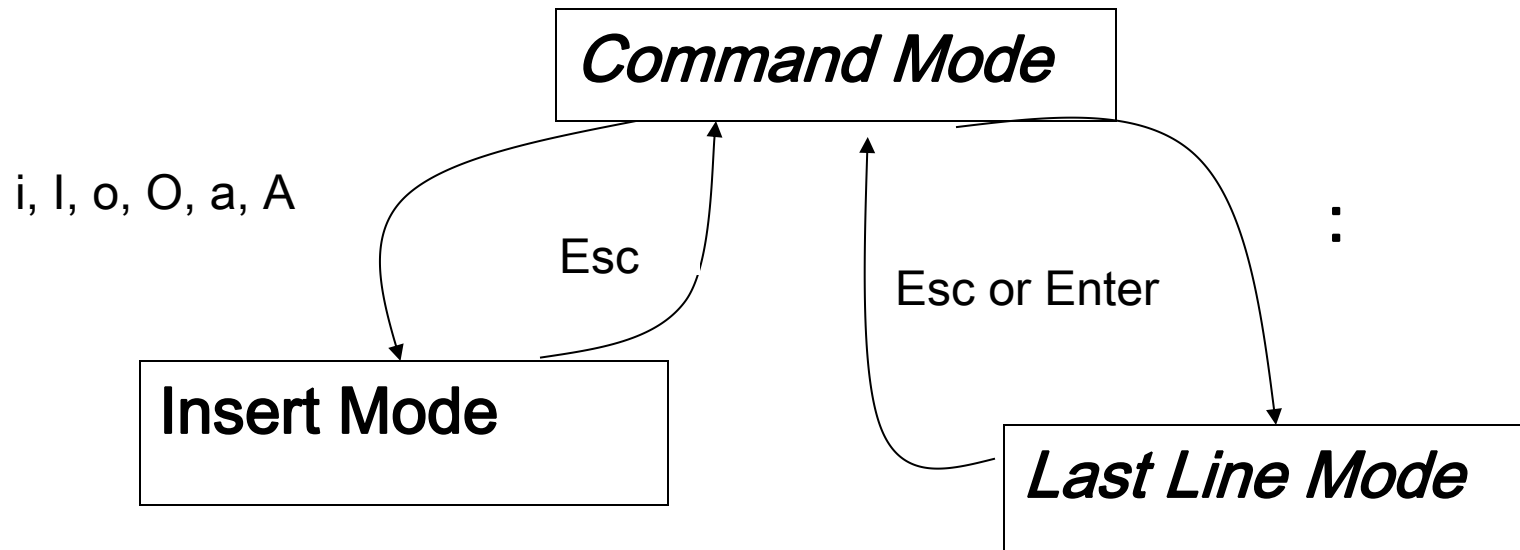 Command Mode
i, I, o, O, a, A
:
Esc
Esc or Enter
Insert Mode
Last Line Mode